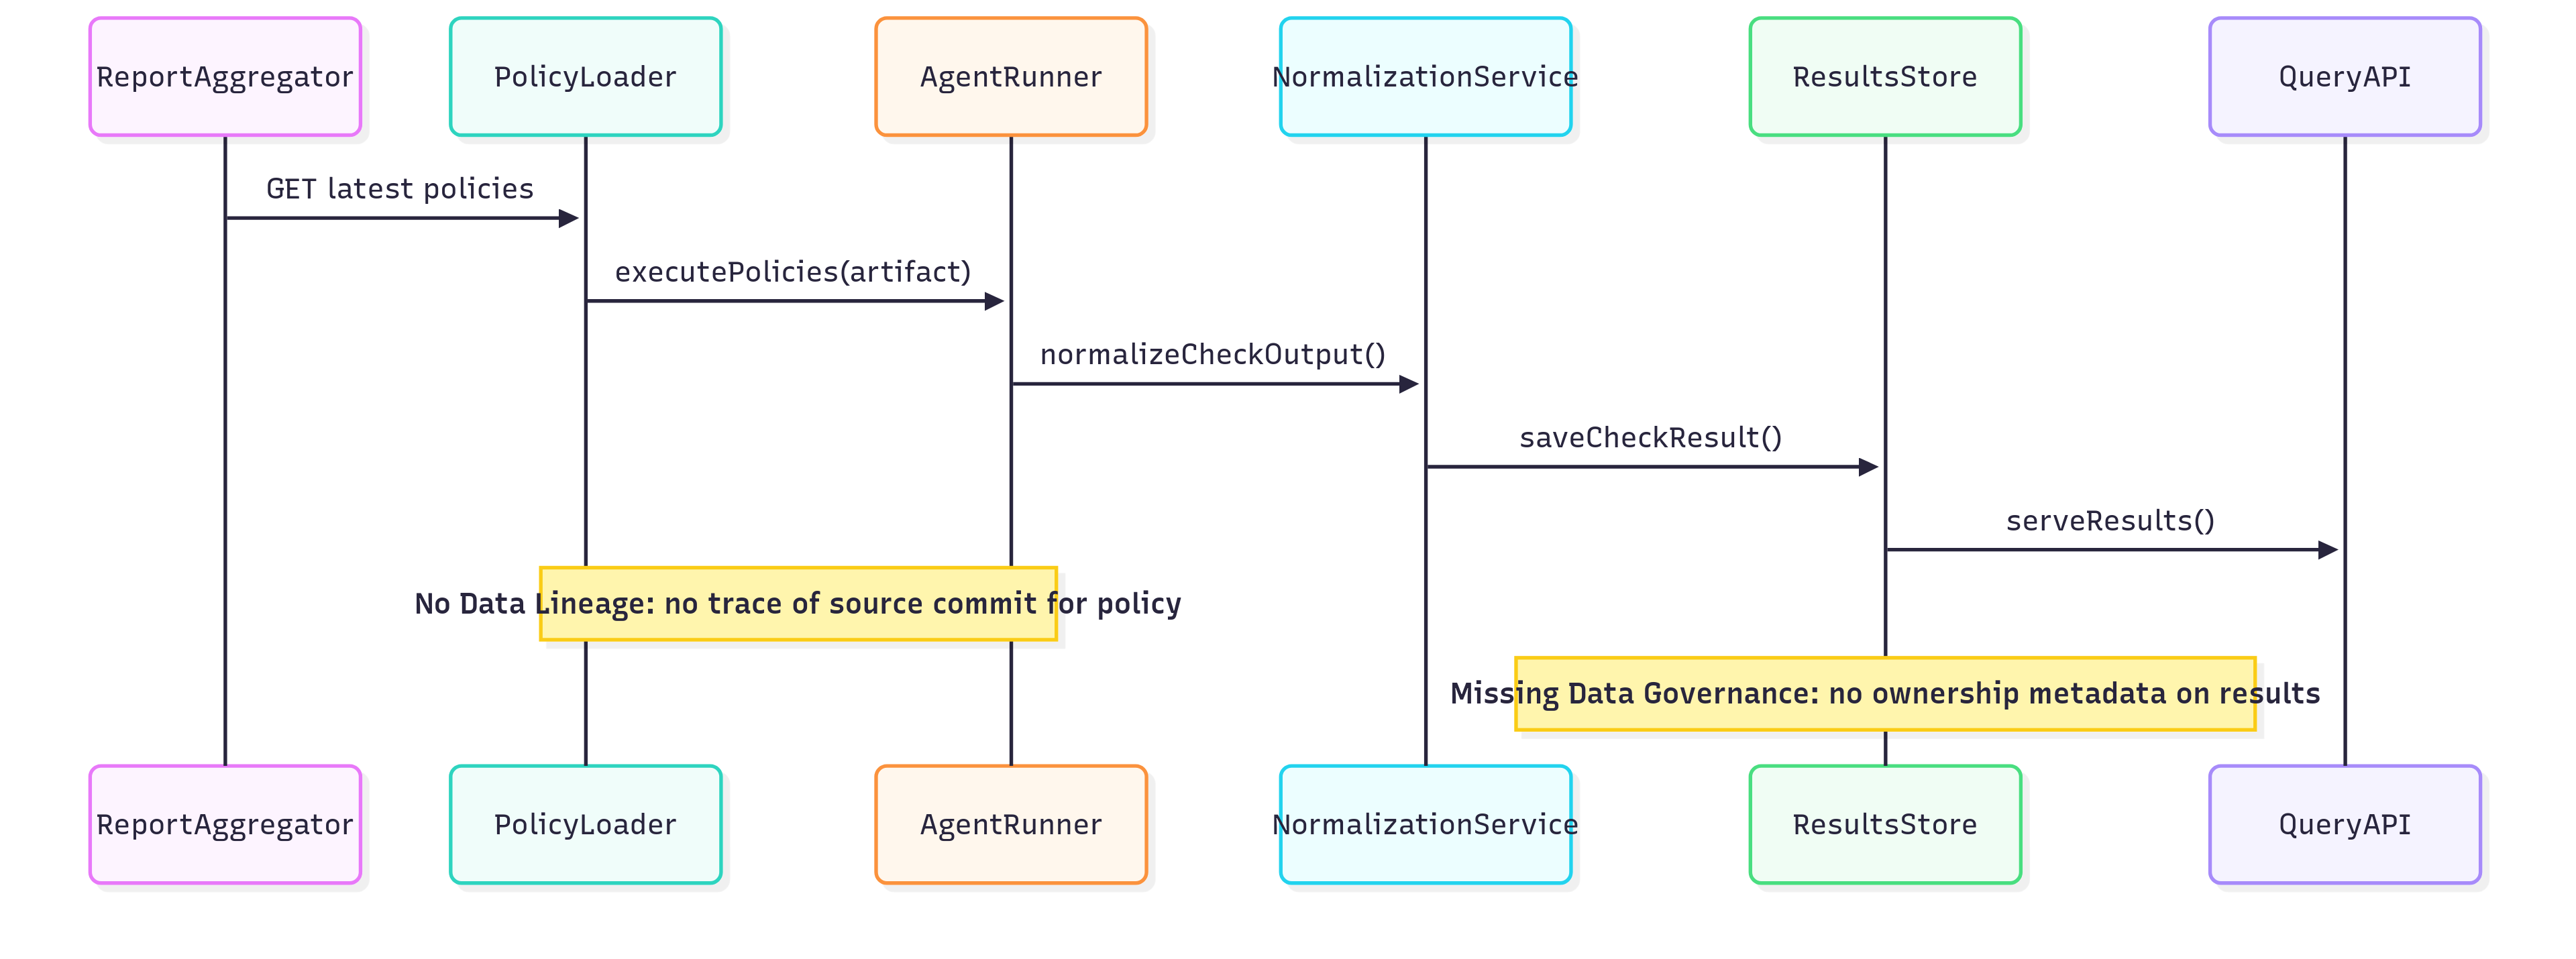 ReportAggregator
PolicyLoader
AgentRunner
NormalizationService
ResultsStore
QueryAPI
GET latest policies
executePolicies(artifact)
normalizeCheckOutput()
saveCheckResult()
serveResults()
No Data Lineage: no trace of source commit for policy
Missing Data Governance: no ownership metadata on results
ReportAggregator
PolicyLoader
AgentRunner
NormalizationService
ResultsStore
QueryAPI